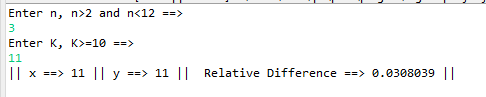 Enter n, n>2 and n<12 ==>
3
Enter K, K>=10 ==>
11
|| x ==> 11 || y ==> 11 ||  Relative Difference ==> 0.0308039 ||